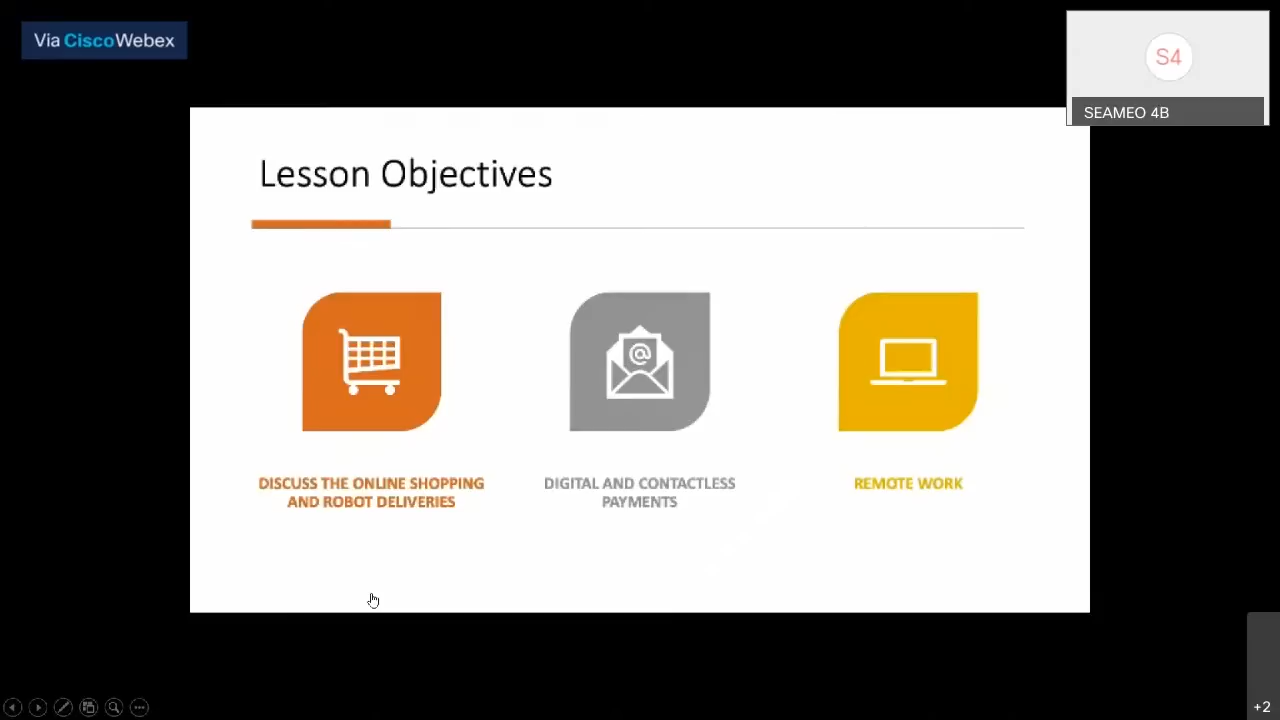 Via CiscoWebex
S4
SEAMEO 4B
Lesson Objectives
@
DISCUSS THE ONLINE SHOPPING
AND ROBOT DELIVERIES
DIGITAL AND CONTACTLESS
PAYMENTS
REMOTE WORK
+2